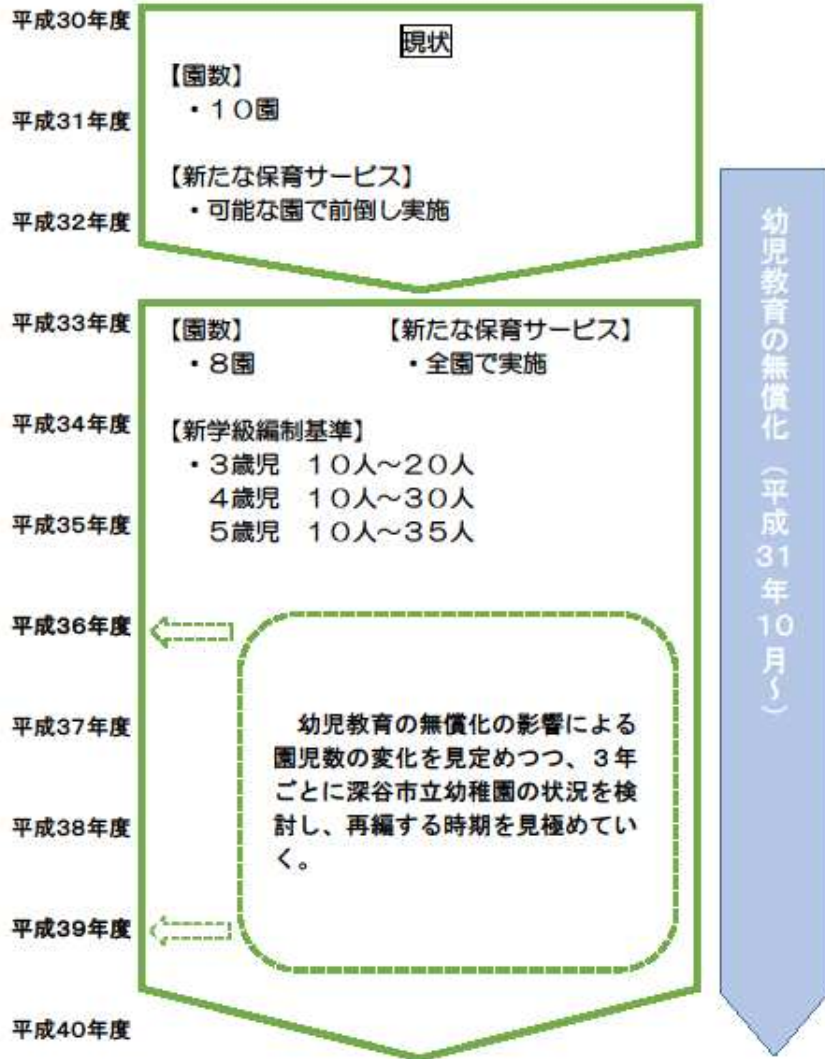 平成30年度
平成31年度
平成32年度
平成33年度
平成34年度
平成35年度
平成36年度
平成37年度
平成38年度
平成39年度
平成40年度
現状
【園数】
・１０園
【新たな保育サービス】
・可能な園で前倒し実施
【園数】　【新たな保育サービス】
・８園　・全園で実施
【新学級編制基準】
・３歳児　１０人～２０人
４歳児　１０人～３０人
５歳児　１０人～３５人
幼児教育の無償化の影響による
園児数の変化を見定めつつ、３年
ごとに深谷市立幼稚園の状況を検
討し、再編する時期を見極めてい
く。
幼児教育の無償化（平成31年10月～）